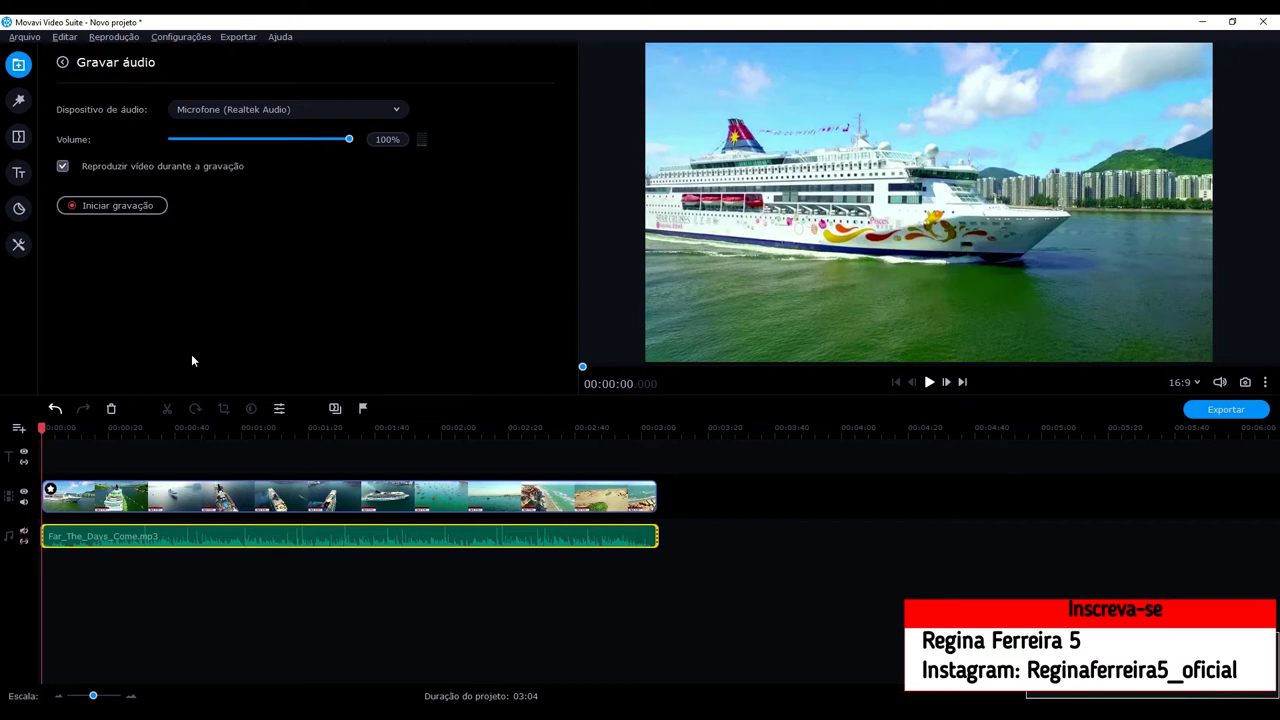 Movavi Video Suite - Novo projeto *
Arquivo Editar Reprodução Configurações Exportar Ajuda
Gravar áudio
Dispositivo de áudio: Microfone (Realtek Audio)
Volume: 100%
Reproduzir vídeo durante a gravação
Iniciar gravação
00:00:00.000
16:9
Exportar
00:00:20 00:00:40 00:01:00 00:01:20 00:01:40 00:02:00 00:02:20 00:02:40 00:03:00 00:03:20 00:03:40 00:04:00 00:04:20 00:04:40 00:05:00 00:05:20 00:05:40 00:06:00
Far_The_Days_Come.mp3
Inscreva-se
Regina Ferreira 5
Instagram: Reginaferreira5_oficial
Escala:
Duração do projeto: 03:04